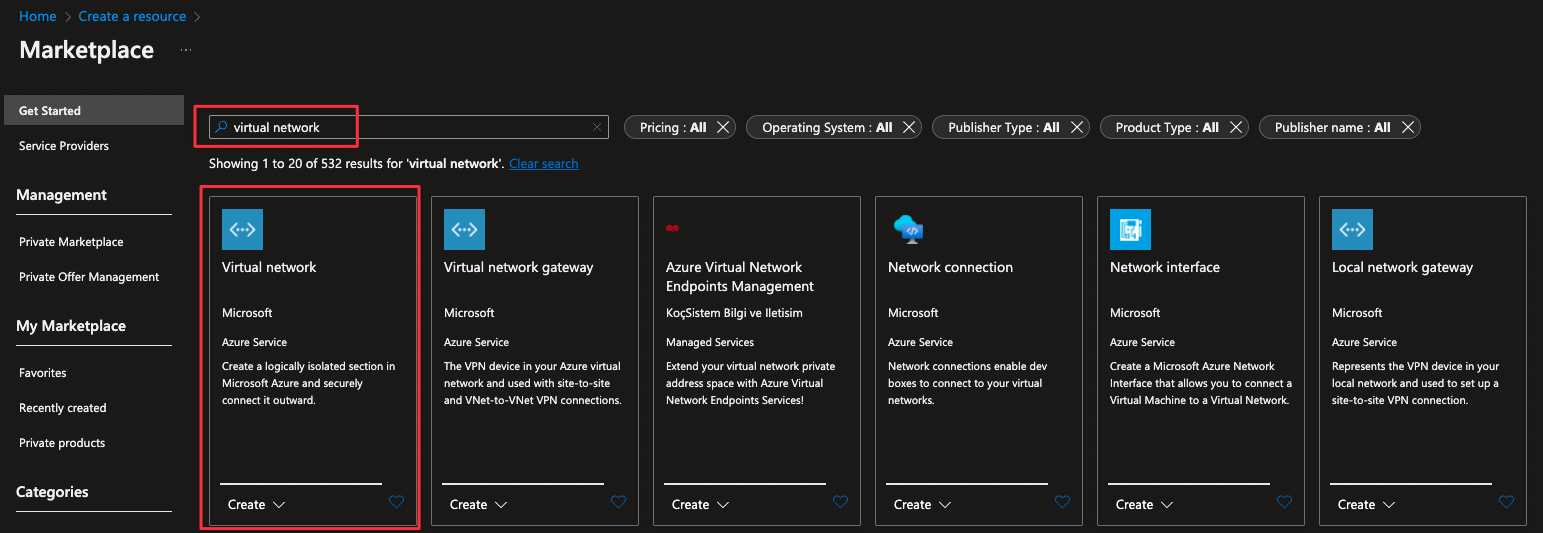 Home > Create a resource >
Marketplace ...
Get Started
Service Providers
Management
Private Marketplace
Private Offer Management
My Marketplace
Favorites
Recently created
Private products
Categories
virtual network
Pricing : All
Operating System : All
Publisher Type : All
Product Type : All
Publisher name : All
Showing 1 to 20 of 532 results for 'virtual network'. Clear search
Virtual network
Microsoft
Azure Service
Create a logically isolated section in
Microsoft Azure and securely
connect it outward.
Create
Virtual network gateway
Microsoft
Azure Service
The VPN device in your Azure virtual
network and used with site-to-site
and VNet-to-VNet VPN connections.
Create
Azure Virtual Network
Endpoints Management
KoçSistem Bilgi ve Iletisim
Managed Services
Extend your virtual network private
address space with Azure Virtual
Network Endpoints Services!
Create
Network connection
Microsoft
Azure Service
Network connections enable dev
boxes to connect to your virtual
networks.
Create
Network interface
Microsoft
Azure Service
Create a Microsoft Azure Network
Interface that allows you to connect a
Virtual Machine to a Virtual Network.
Create
Local network gateway
Microsoft
Azure Service
Represents the VPN device in your
local network and used to set up a
site-to-site VPN connection.
Create